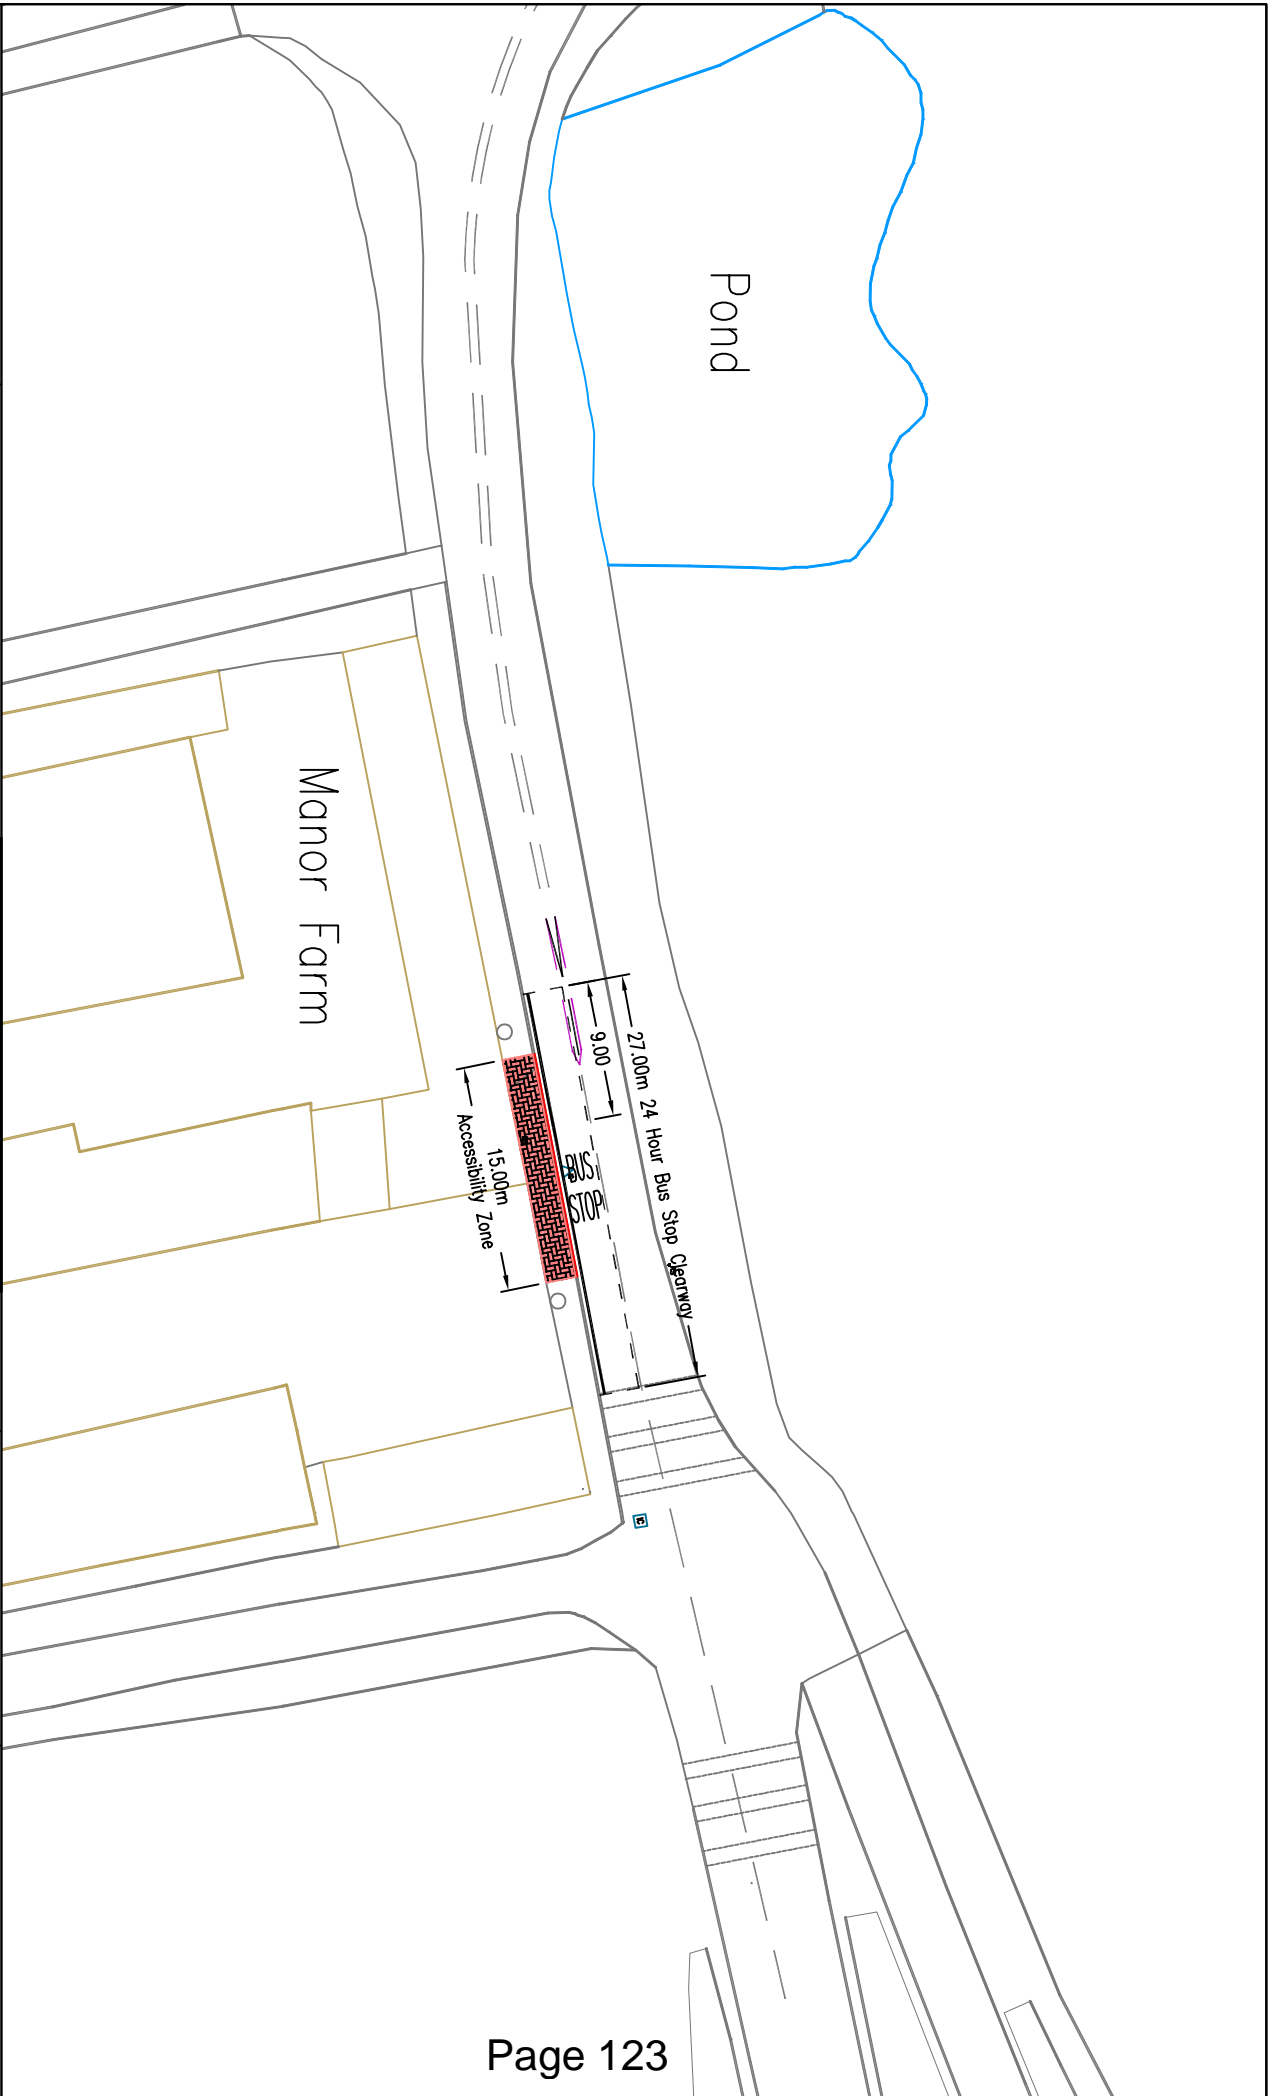 Pond
Manor Farm
27.00m 24 Hour Bus Stop Clearway
9.00
BUS
STOP
15.00m
Accessibility Zone
IC
Page 123